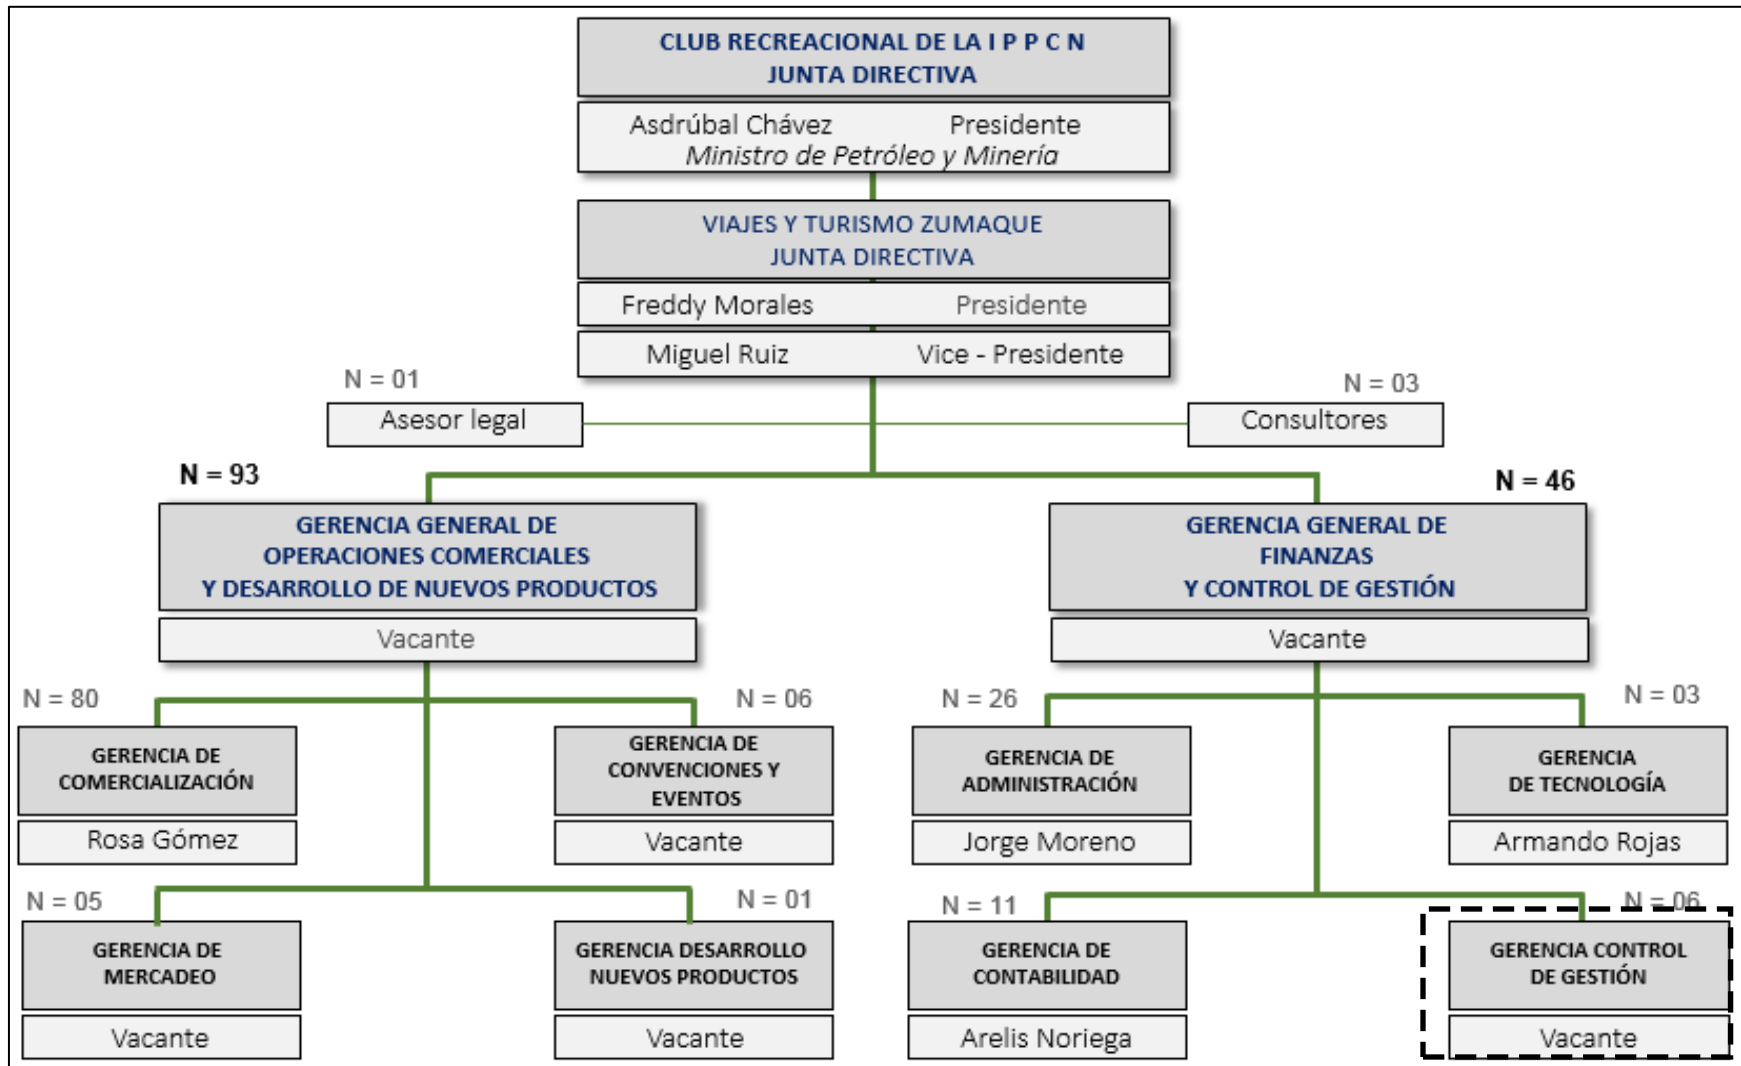 CLUB RECREACIONAL DE LA I P P C N
JUNTA DIRECTIVA
Asdrúbal Chávez Presidente
Ministro de Petróleo y Minería
VIAJES Y TURISMO ZUMAQUE
JUNTA DIRECTIVA
Freddy Morales Presidente
Miguel Ruiz Vice - Presidente
N = 01
Asesor legal
N = 03
Consultores
N = 93
GERENCIA GENERAL DE
OPERACIONES COMERCIALES
Y DESARROLLO DE NUEVOS PRODUCTOS
Vacante
N = 46
GERENCIA GENERAL DE
FINANZAS
Y CONTROL DE GESTIÓN
Vacante
N = 80
GERENCIA DE
COMERCIALIZACIÓN
Rosa Gómez
N = 06
GERENCIA DE
CONVENCIONES Y
EVENTOS
Vacante
N = 26
GERENCIA DE
ADMINISTRACIÓN
Jorge Moreno
N = 03
GERENCIA
DE TECNOLOGÍA
Armando Rojas
N = 05
GERENCIA DE
MERCADEO
Vacante
N = 01
GERENCIA DESARROLLO
NUEVOS PRODUCTOS
Vacante
N = 11
GERENCIA DE
CONTABILIDAD
Arelis Noriega
N = 06
GERENCIA CONTROL
DE GESTIÓN
Vacante